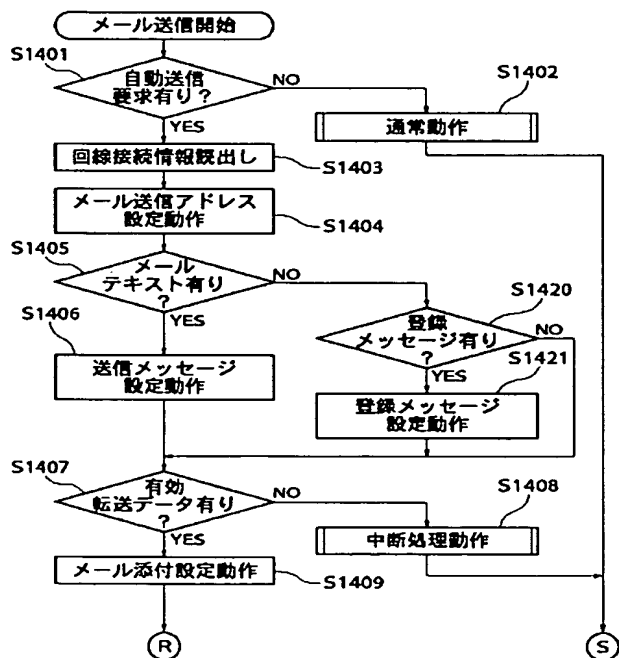 メール送信開始
S1401
自動送信
要求有り?
NO
YES
S1402
通常動作
回線接続情報読出し
S1403
メール送信アドレス
設定動作
S1404
S1405
メール
テキスト有り
?
NO
YES
S1420
登録
メッセージ有り
?
NO
YES
S1406
送信メッセージ
設定動作
S1421
登録メッセージ
設定動作
S1407
有効
転送データ有り
?
NO
YES
S1408
中断処理動作
メール添付設定動作
S1409
R
S